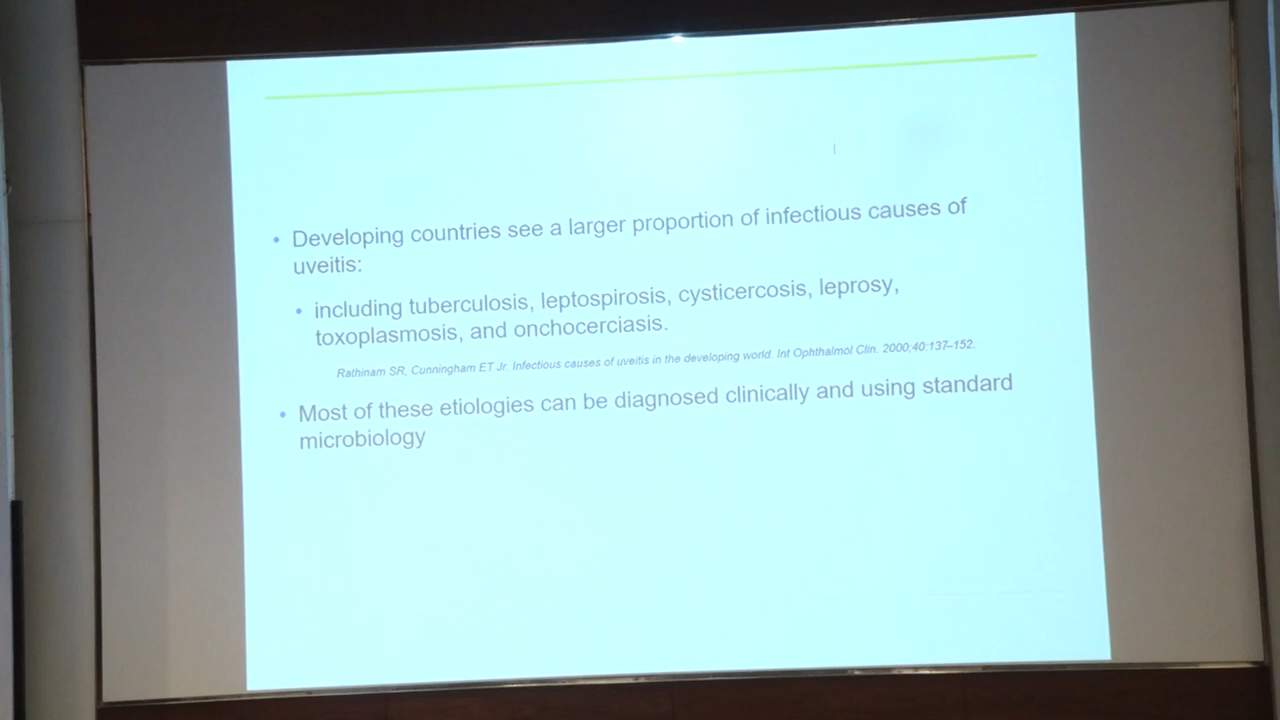 • Developing countries see a larger proportion of infectious causes of
uveitis:
• including tuberculosis, leptospirosis, cysticercosis, leprosy,
toxoplasmosis, and onchocerciasis.
Rathinam SR, Cunningham ET Jr. Infectious causes of uveitis in the developing world. Int Ophthalmol Clin. 2000;40:137–152.
• Most of these etiologies can be diagnosed clinically and using standard
microbiology